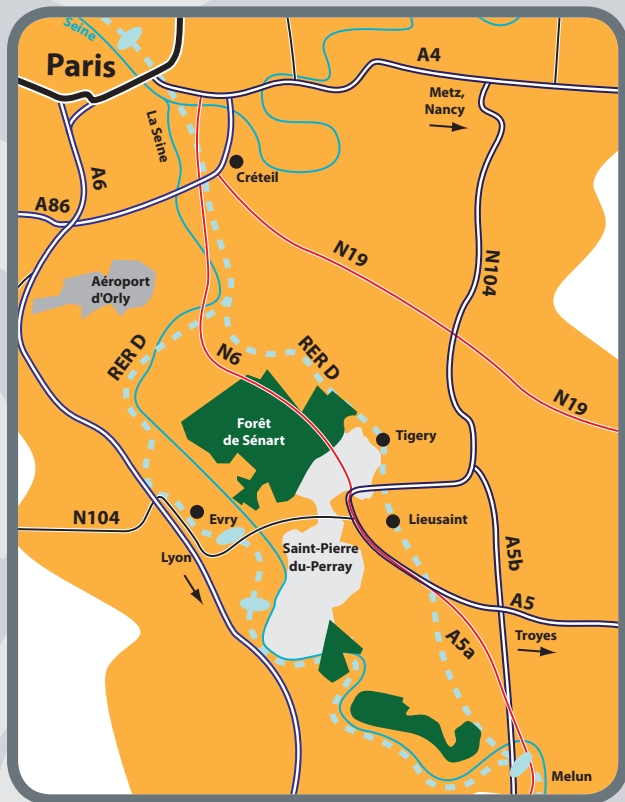 Seine
Paris
A4
Metz,
Nancy
La Seine
A6
Créteil
A86
N19
N104
Aéroport
d'Orly
RER D
RER D
N6
N19
Forêt
de Sénart
Tigery
N104
Evry
Lieusaint
Lyon
Saint-Pierre
du-Perray
A5b
A5
A5a
Troyes
Melun